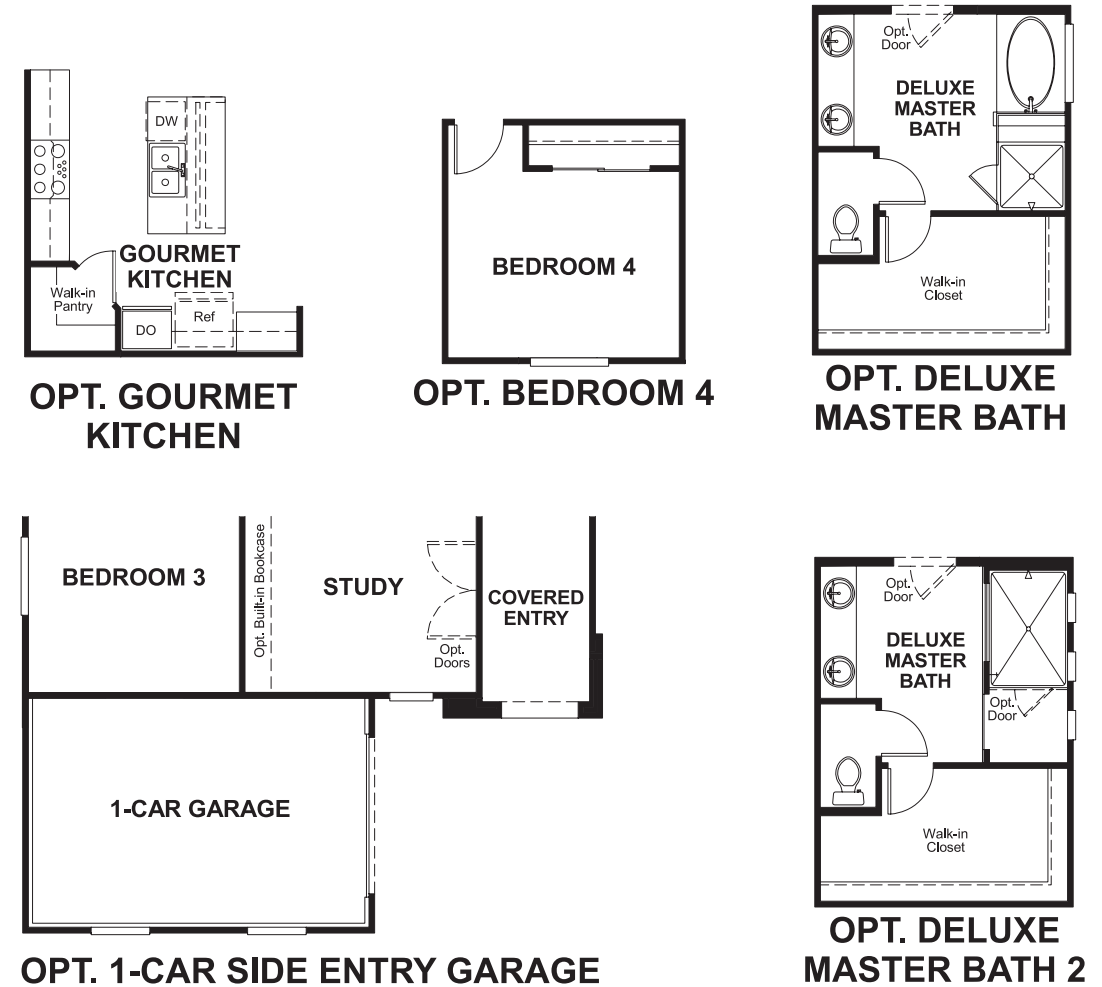 DW
GOURMET
KITCHEN
Walk-in
Pantry
DO
Ref
OPT. GOURMET
KITCHEN
BEDROOM 4
OPT. BEDROOM 4
Opt.
Door
DELUXE
MASTER
BATH
Walk-in
Closet
OPT. DELUXE
MASTER BATH
BEDROOM 3
Opt. Built-in Bookcase
STUDY
Opt.
Doors
COVERED
ENTRY
1-CAR GARAGE
OPT. 1-CAR SIDE ENTRY GARAGE
Opt.
Door
DELUXE
MASTER
BATH
Opt.
Door
Walk-in
Closet
OPT. DELUXE
MASTER BATH 2